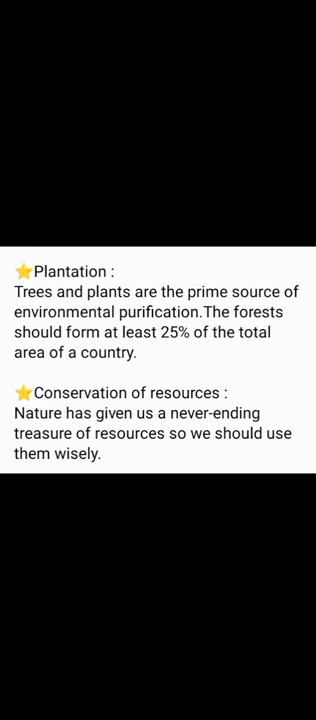 ⭐Plantation :
Trees and plants are the prime source of
environmental purification.The forests
should form at least 25% of the total
area of a country.
⭐Conservation of resources :
Nature has given us a never-ending
treasure of resources so we should use
them wisely.